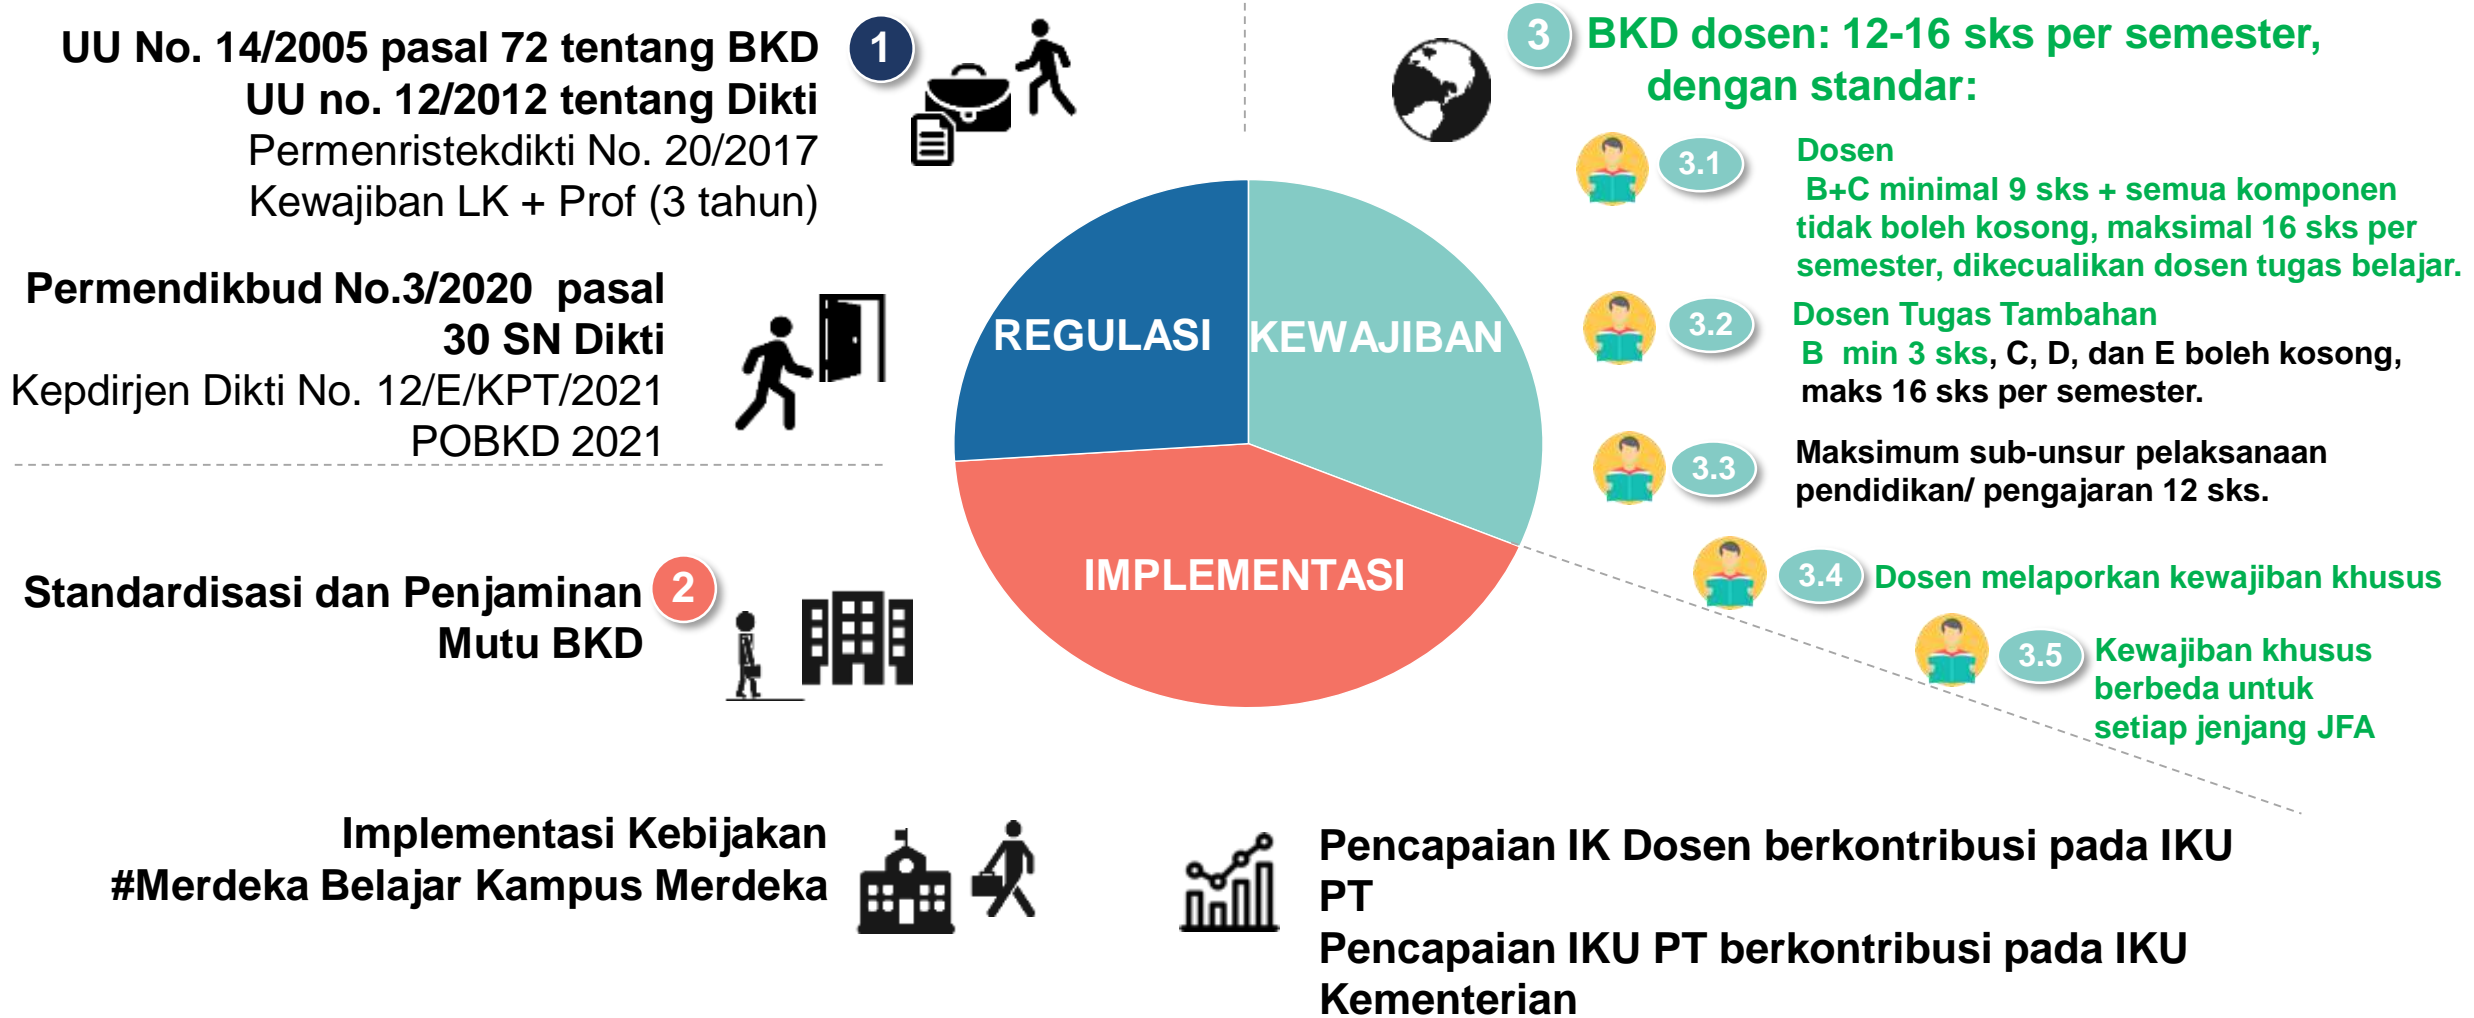 UU No. 14/2005 pasal 72 tentang BKD
UU no. 12/2012 tentang Dikti
Permenristekdikti No. 20/2017
Kewajiban LK + Prof (3 tahun)
1
Permendikbud No.3/2020 pasal
30 SN Dikti
Kepdirjen Dikti No. 12/E/KPT/2021
POBKD 2021
Standardisasi dan Penjaminan
Mutu BKD
2
REGULASI
KEWAJIBAN
IMPLEMENTASI
3
BKD dosen: 12-16 sks per semester,
dengan standar:
3.1
Dosen
B+C minimal 9 sks + semua komponen
tidak boleh kosong, maksimal 16 sks per
semester, dikecualikan dosen tugas belajar.
3.2
Dosen Tugas Tambahan
B min 3 sks, C, D, dan E boleh kosong,
maks 16 sks per semester.
3.3
Maksimum sub-unsur pelaksanaan
pendidikan/ pengajaran 12 sks.
3.4
Dosen melaporkan kewajiban khusus
3.5
Kewajiban khusus
berbeda untuk
setiap jenjang JFA
Implementasi Kebijakan
#Merdeka Belajar Kampus Merdeka
Pencapaian IK Dosen berkontribusi pada IKU
PT
Pencapaian IKU PT berkontribusi pada IKU
Kementerian